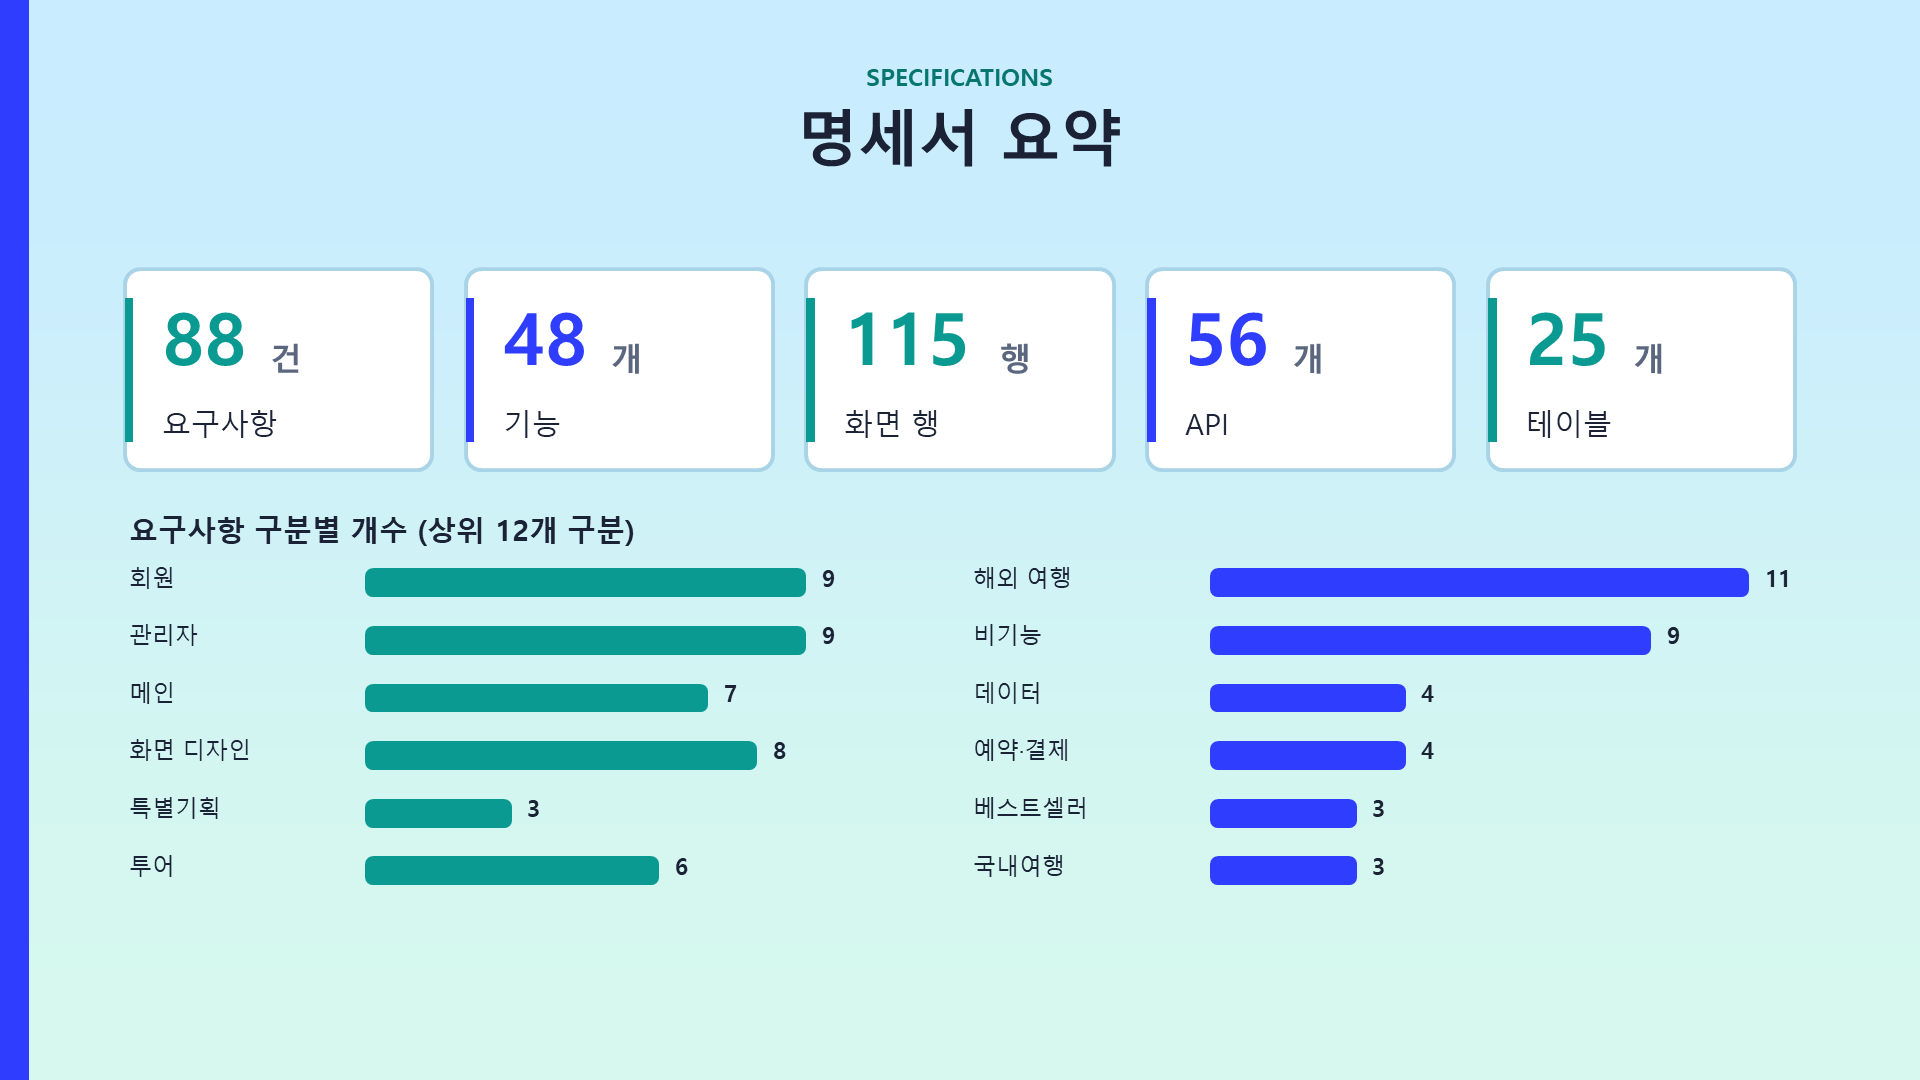 SPECIFICATIONS
명세서 요약
88 건
요구사항
48 개
기능
115 행
화면 행
56 개
API
25 개
테이블
요구사항 구분별 개수 (상위 12개 구분)
회원 9
관리자 9
메인 7
화면 디자인 8
특별기획 3
투어 6
해외 여행 11
비기능 9
데이터 4
예약·결제 4
베스트셀러 3
국내여행 3